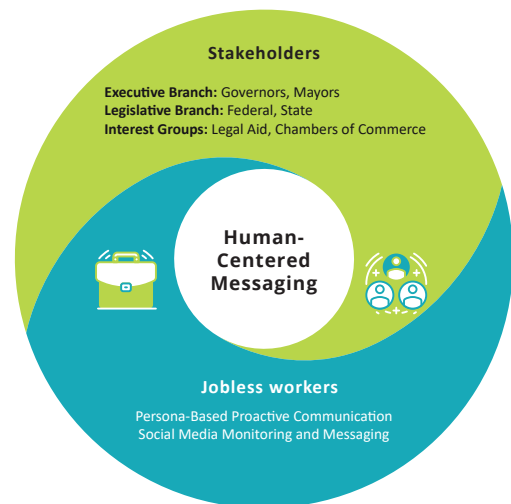 Stakeholders
Executive Branch: Governors, Mayors
Legislative Branch: Federal, State
Interest Groups: Legal Aid, Chambers of Commerce
Human-
Centered
Messaging
Jobless workers
Persona-Based Proactive Communication
Social Media Monitoring and Messaging